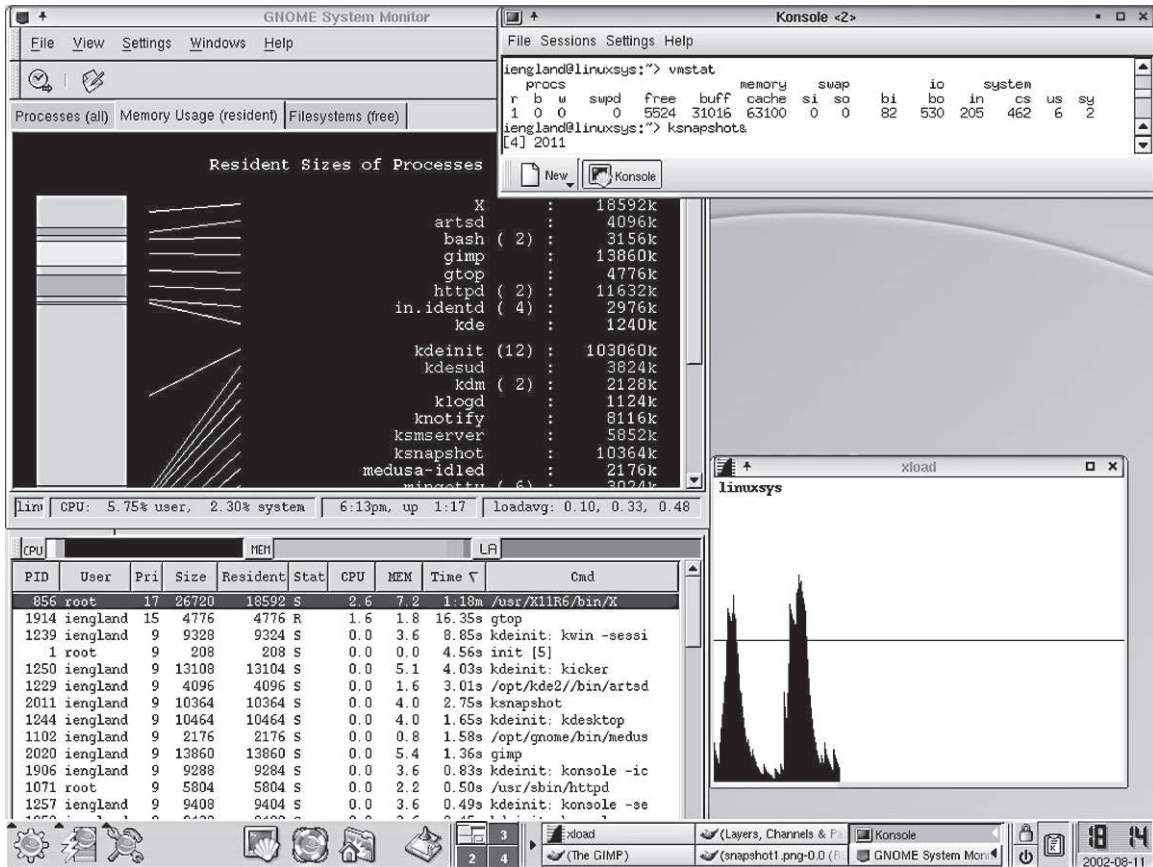 GNOME System Monitor
File View Settings Windows Help
Processes (all) Memory Usage (resident) Filesystems (free)
Resident Sizes of Processes
X : 18592k
artsd : 4096k
bash ( 2) : 3156k
gimp : 13860k
gtop : 4776k
httpd ( 2) : 11632k
in.identd ( 4) : 2976k
kde : 1240k
kdeinit (12) : 103060k
kdesud : 3824k
kdm ( 2) : 2128k
klogd : 1124k
knotify : 8116k
ksmserver : 5852k
ksnapshot : 10364k
medusa-idled : 2176k
mingetty ( 6) : 3024k
CPU: 5.75% user, 2.30% system 6:13pm, up 1:17 loadavg: 0.10, 0.33, 0.48
Konsole <2>
File Sessions Settings Help
iengland@linuxsys:~> vmstat
procs memory swap io system
r b w swpd free buff cache si so bi bo in cs us sy
1 0 0 0 5524 31016 63100 0 0 82 530 205 462 6 2
iengland@linuxsys:~> ksnapshot&
[4] 2011
New Konsole
CPU MEM LA
PID User Pri Size Resident Stat CPU MEM Time Cmd
856 root 17 26720 18592 S 2.6 7.2 1:18m /usr/X11R6/bin/X
1914 iengland 15 4776 4776 R 1.6 1.8 16.35s gtop
1239 iengland 9 9328 9324 S 0.0 3.6 8.85s kdeinit: kwin -sessi
1 root 9 208 208 S 0.0 0.0 4.56s init [5]
1250 iengland 9 13108 13104 S 0.0 5.1 4.03s kdeinit: kicker
1229 iengland 9 4096 4096 S 0.0 1.6 3.01s /opt/kde2//bin/artsd
2011 iengland 9 10364 10364 S 0.0 4.0 2.75s ksnapshot
1244 iengland 9 10464 10464 S 0.0 4.0 1.65s kdeinit: kdesktop
1102 iengland 9 2176 2176 S 0.0 0.8 1.58s /opt/gnome/bin/medus
2020 iengland 9 13860 13860 S 0.0 5.4 1.36s gimp
1906 iengland 9 9288 9284 S 0.0 3.6 0.83s kdeinit: konsole -ic
1071 root 9 5804 5804 S 0.0 2.2 0.50s /usr/sbin/httpd
1257 iengland 9 9408 9404 S 0.0 3.6 0.49s kdeinit: konsole -se
xload
linuxsys
3
2 4
xload (Layers, Channels & Konsole
(The GIMP) (snapshot1.png-0.0 GNOME System
18 14
2002-08-11